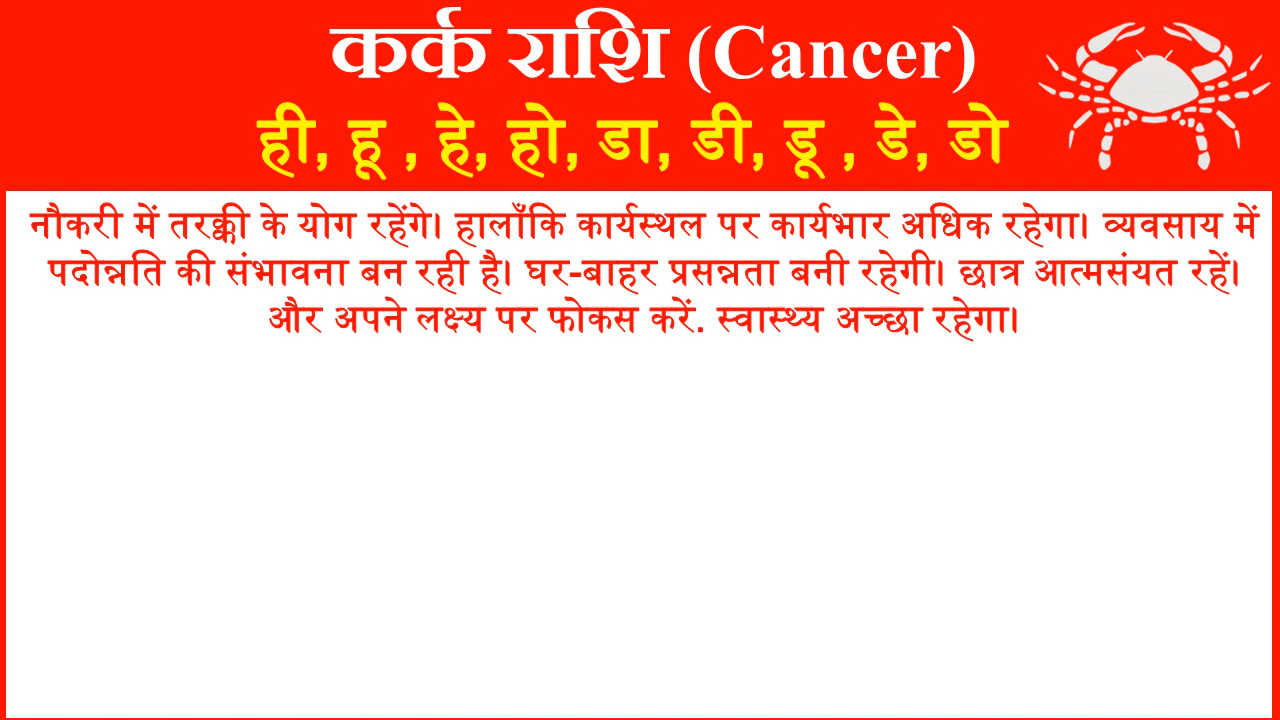 कर्क राशि (Cancer)
ही, हू , हे, हो, डा, डी, डू , डे, डो
नौकरी में तरक्की के योग रहेंगे। हालाँकि कार्यस्थल पर कार्यभार अधिक रहेगा। व्यवसाय में
पदोन्नति की संभावना बन रही है। घर-बाहर प्रसन्नता बनी रहेगी। छात्र आत्मसंयत रहें।
और अपने लक्ष्य पर फोकस करें. स्वास्थ्य अच्छा रहेगा।